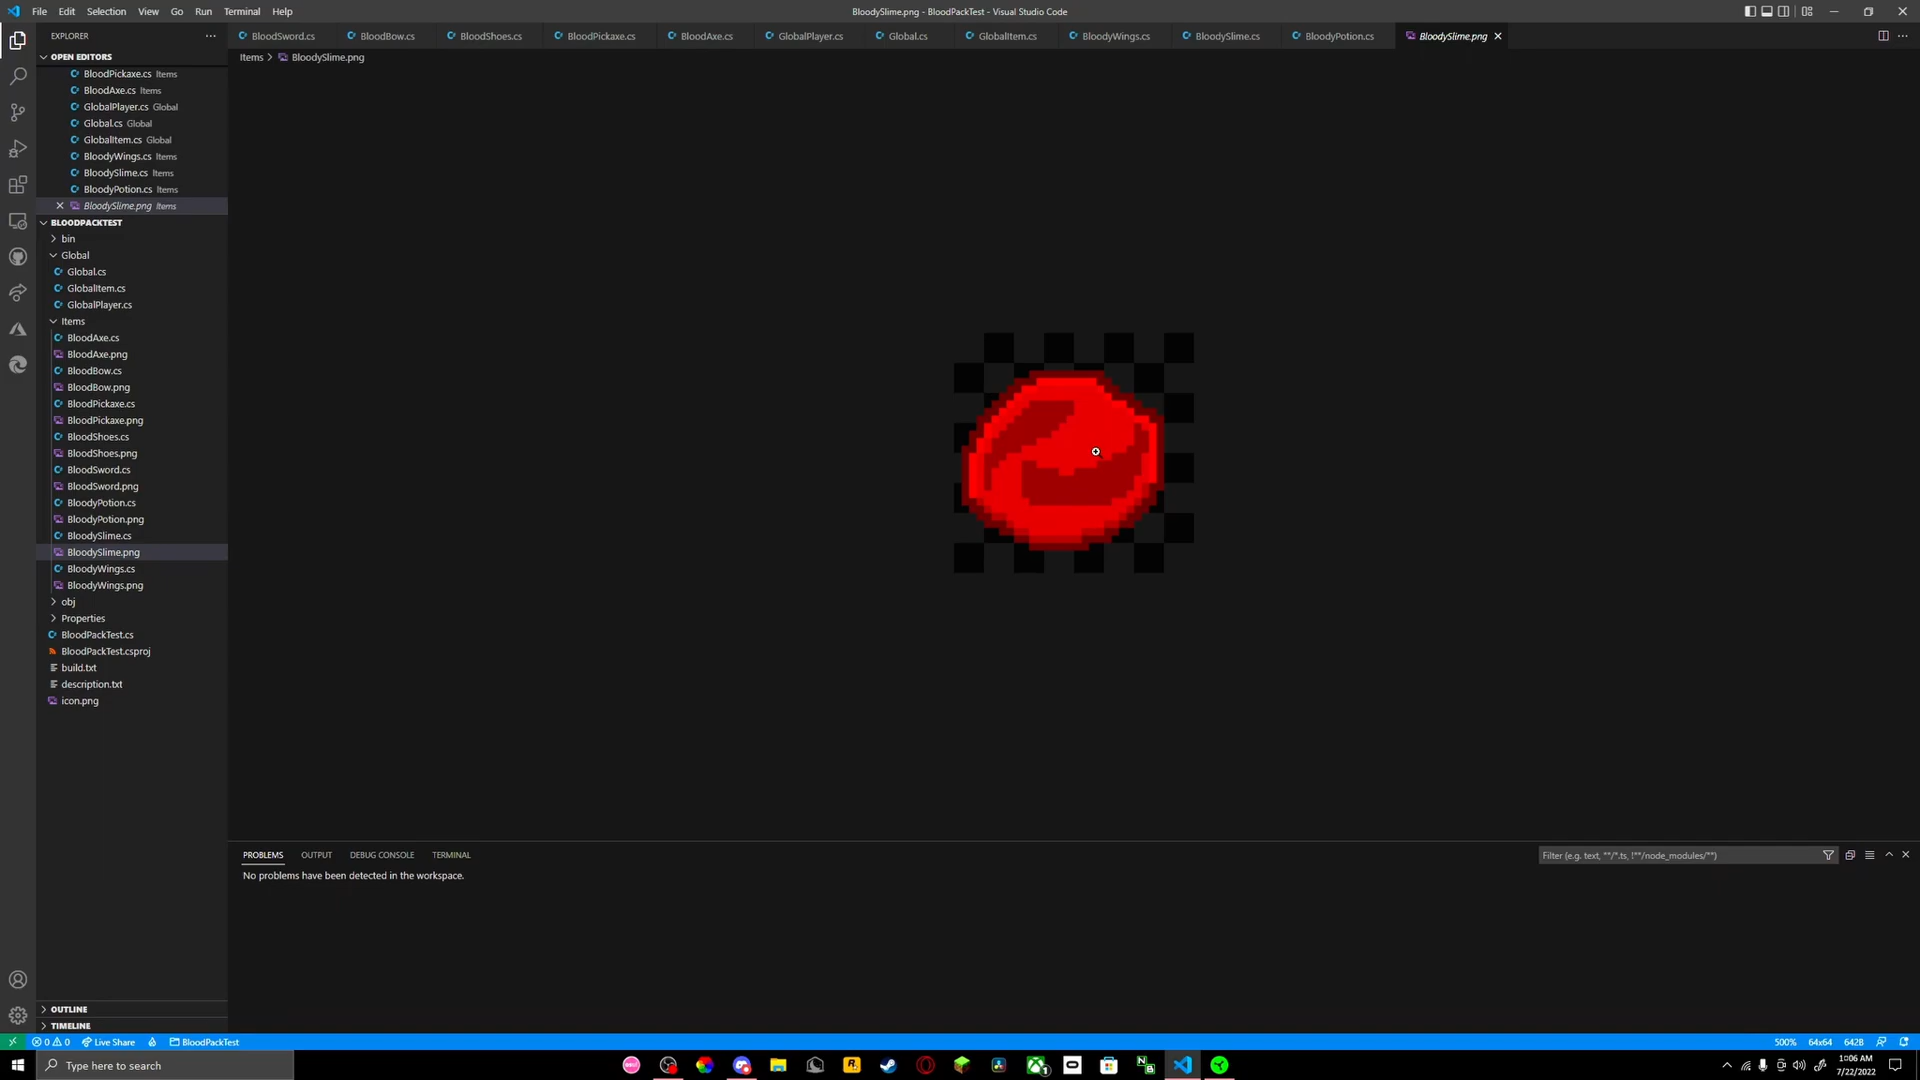 File Edit Selection View Go Run Terminal Help
BloodySlime.png - BloodPackTest - Visual Studio Code
EXPLORER
BloodSword.cs BloodBow.cs BloodShoes.cs BloodPickaxe.cs BloodAxe.cs GlobalPlayer.cs Global.cs GlobalItem.cs BloodyWings.cs BloodySlime.cs BloodyPotion.cs BloodySlime.png
Items > BloodySlime.png
OPEN EDITORS
BloodPickaxe.cs Items
BloodAxe.cs Items
GlobalPlayer.cs Global
Global.cs Global
GlobalItem.cs Global
BloodyWings.cs Items
BloodySlime.cs Items
BloodyPotion.cs Items
BloodySlime.png Items
BLOODPACKTEST
bin
Global
Global.cs
GlobalItem.cs
GlobalPlayer.cs
Items
BloodAxe.cs
BloodAxe.png
BloodBow.cs
BloodBow.png
BloodPickaxe.cs
BloodPickaxe.png
BloodShoes.cs
BloodShoes.png
BloodSword.cs
BloodSword.png
BloodyPotion.cs
BloodyPotion.png
BloodySlime.cs
BloodySlime.png
BloodyWings.cs
BloodyWings.png
obj
Properties
BloodPackTest.cs
BloodPackTest.csproj
build.txt
description.txt
icon.png
OUTLINE
TIMELINE
PROBLEMS OUTPUT DEBUG CONSOLE TERMINAL
Filter (e.g. text, **/*.ts, !**/node_modules/**)
No problems have been detected in the workspace.
0 0 Live Share BloodPackTest
500% 64x64 642B
Type here to search
1:06 AM
7/22/2022